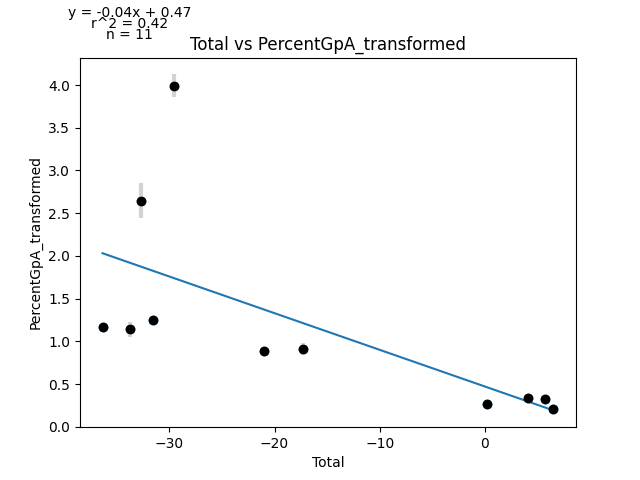 y = -0.04x + 0.47
r^2 = 0.42
n = 11
Total vs PercentGpA_transformed
PercentGpA_transformed
4.0
3.5
3.0
2.5
2.0
1.5
1.0
0.5
0.0
−30
−20
−10
0
Total